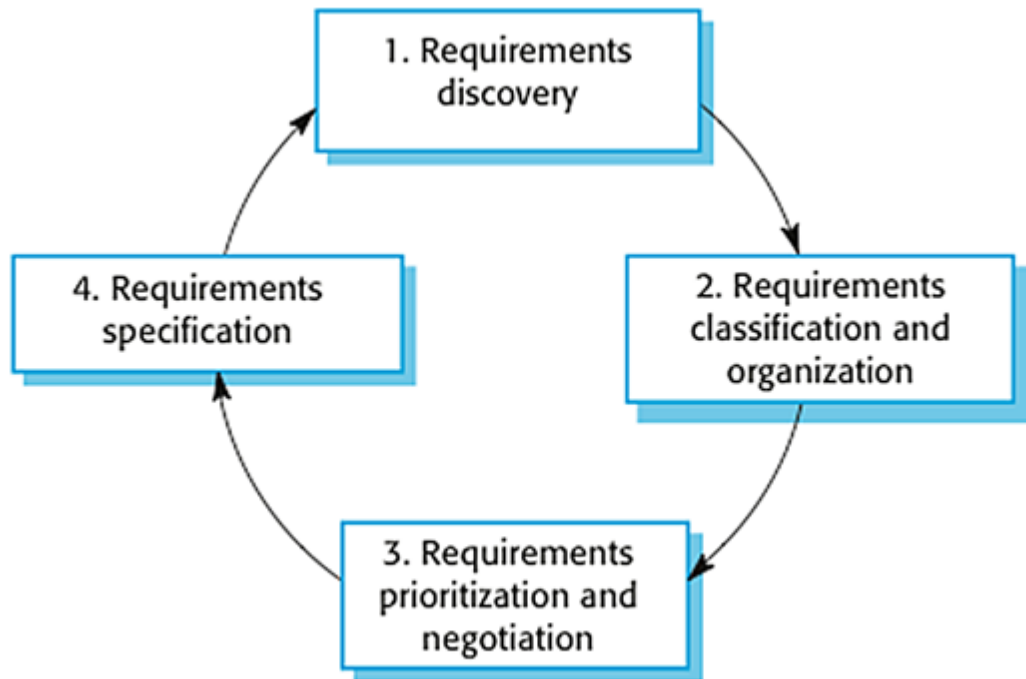 1. Requirements
discovery
2. Requirements
classification and
organization
3. Requirements
prioritization and
negotiation
4. Requirements
specification